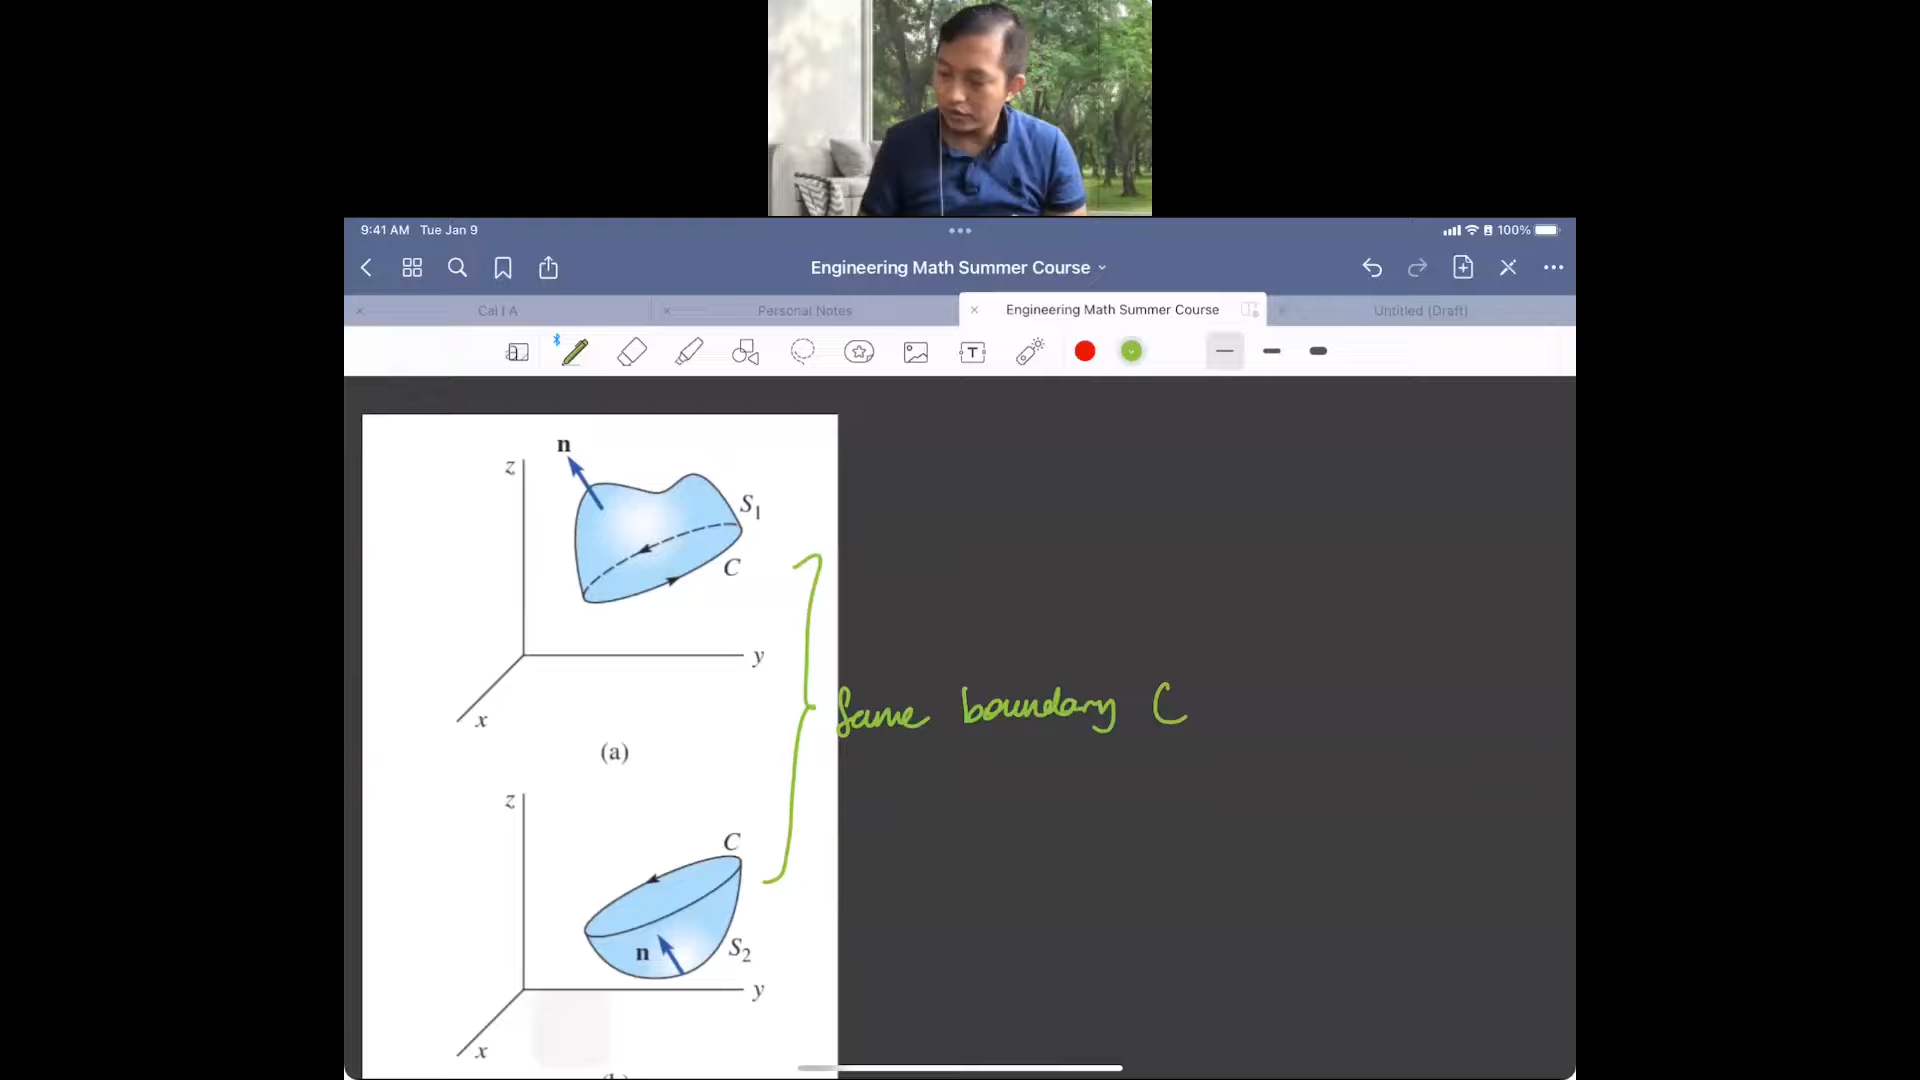 9:41 AM Tue Jan 9
100%
Engineering Math Summer Course
Cal I A
Personal Notes
Engineering Math Summer Course
Untitled (Draft)
a
T
n
z
S1
C
y
x
(a)
Same boundary C
z
C
n
S2
y
x